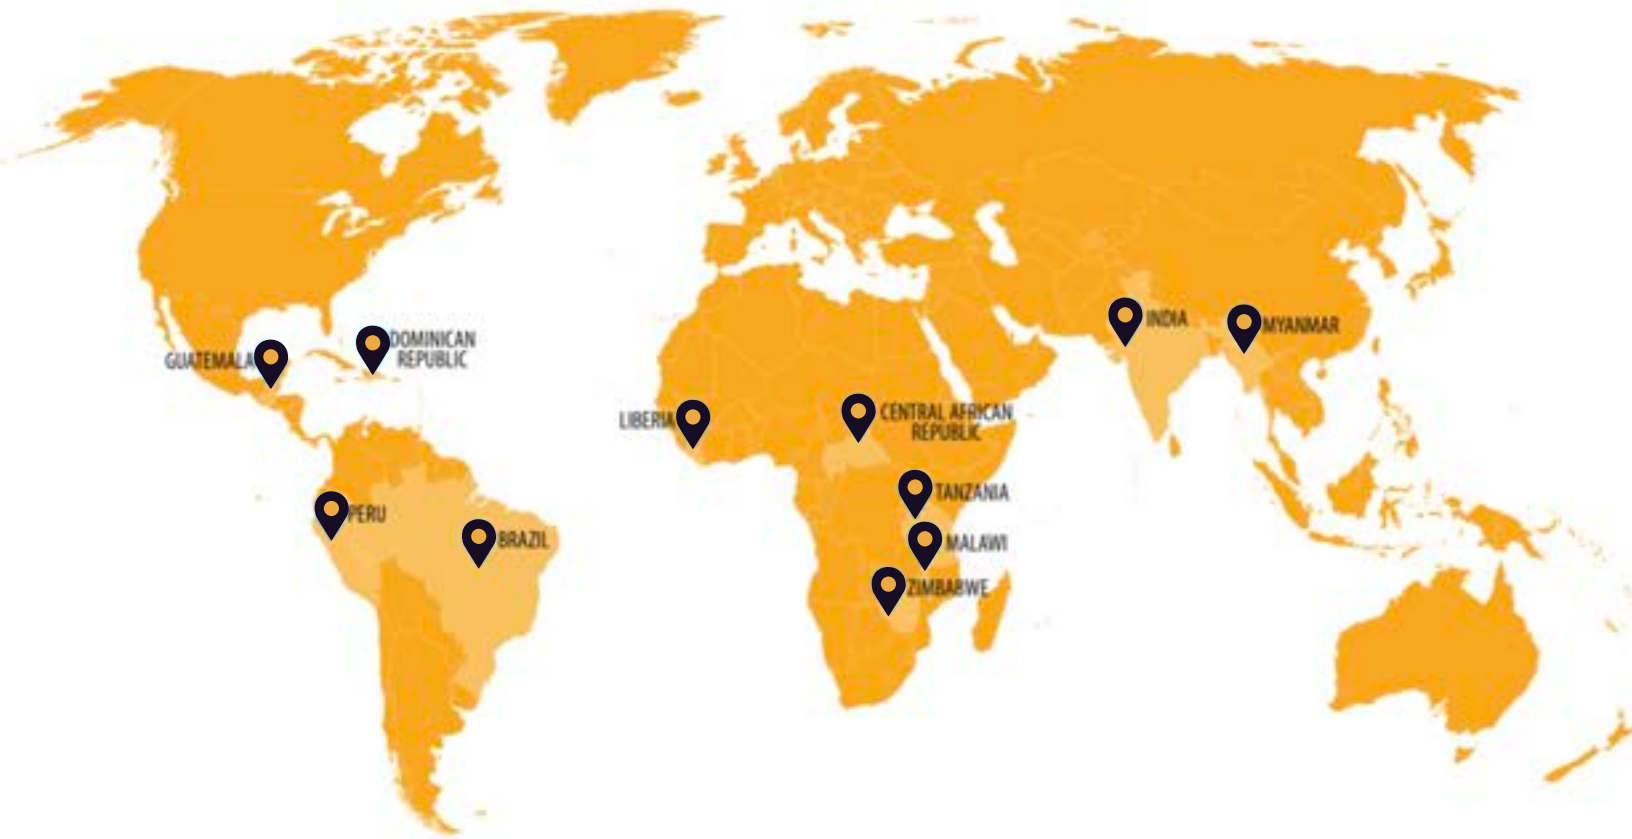 GUATEMALA
DOMINICAN
REPUBLIC
PERU
BRAZIL
LIBERIA
CENTRAL AFRICAN
REPUBLIC
TANZANIA
MALAWI
ZIMBABWE
INDIA
MYANMAR